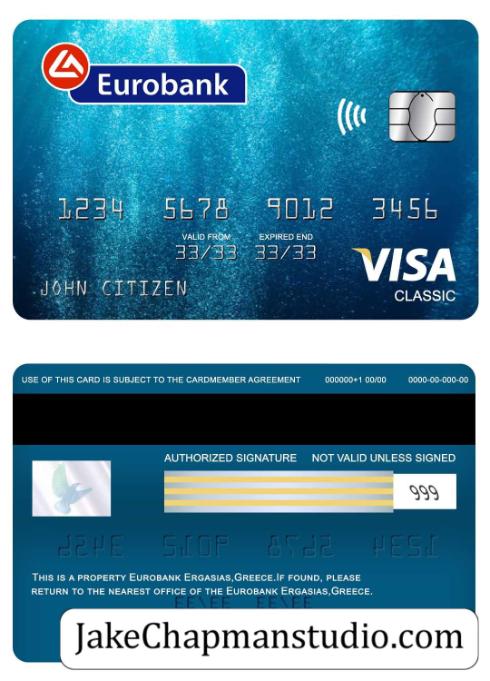 Eurobank
1234 5678 9012 3456
VALID FROM EXPIRED END
33/33 33/33
VISA
JOHN CITIZEN
CLASSIC
USE OF THIS CARD IS SUBJECT TO THE CARDMEMBER AGREEMENT 000000+1 00/00 0000-00-000-00
AUTHORIZED SIGNATURE NOT VALID UNLESS SIGNED
999
THIS IS A PROPERTY EUROBANK ERGASIAS,GREECE.IF FOUND, PLEASE
RETURN TO THE NEAREST OFFICE OF THE EUROBANK ERGASIAS,GREECE.
JakeChapmanstudio.com